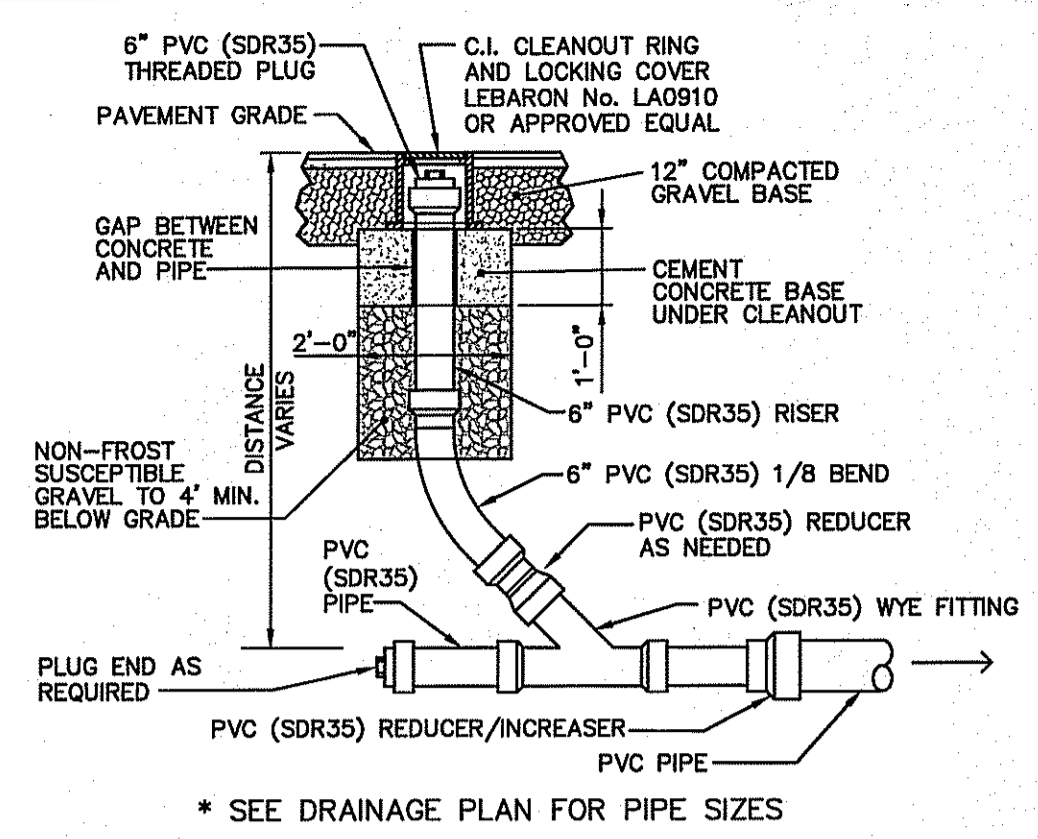 6" PVC (SDR35)
THREADED PLUG
C.I. CLEANOUT RING
AND LOCKING COVER
LEBARON No. LA0910
OR APPROVED EQUAL
PAVEMENT GRADE
12" COMPACTED
GRAVEL BASE
GAP BETWEEN
CONCRETE
AND PIPE
CEMENT
CONCRETE BASE
UNDER CLEANOUT
2'-0"
1'-0"
DISTANCE
VARIES
6" PVC (SDR35) RISER
NON-FROST
SUSCEPTIBLE
GRAVEL TO 4' MIN.
BELOW GRADE
6" PVC (SDR35) 1/8 BEND
PVC (SDR35) REDUCER
AS NEEDED
PVC
(SDR35)
PIPE
PVC (SDR35) WYE FITTING
PLUG END AS
REQUIRED
PVC (SDR35) REDUCER/INCREASER
PVC PIPE
* SEE DRAINAGE PLAN FOR PIPE SIZES